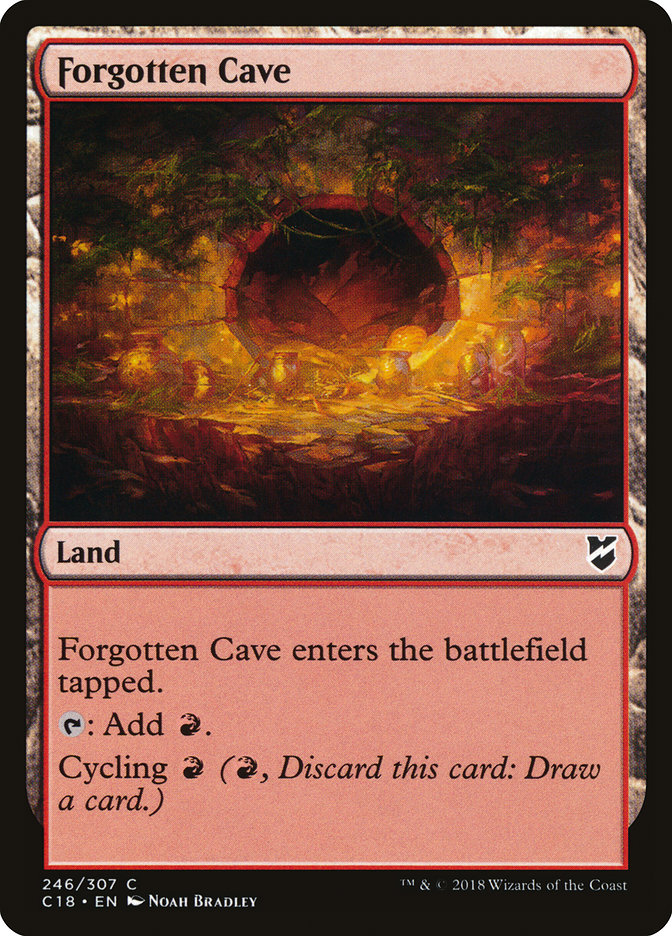 Forgotten Cave
Land
Forgotten Cave enters the battlefield
tapped.
: Add .
Cycling (, Discard this card: Draw
a card.)
246/307 C
C18 • EN Noah Bradley
™ & © 2018 Wizards of the Coast